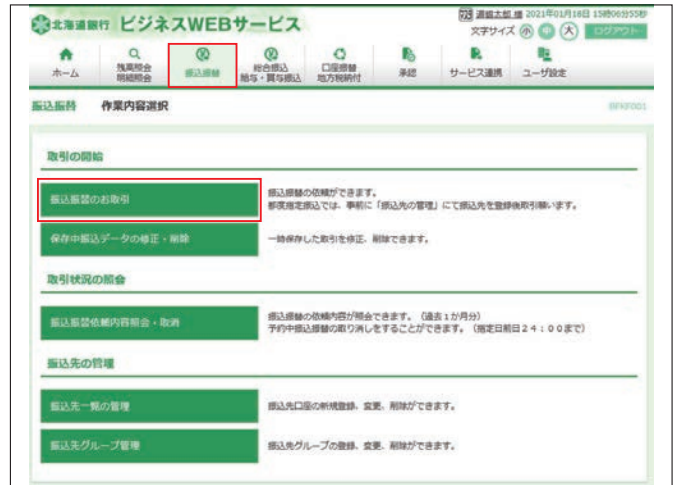 北海道銀行 ビジネスWEBサービス
道銀太郎 様 2021年01月18日 15時06分55秒
文字サイズ 小 中 大 ログアウト
ホーム
残高照会
明細照会
振込振替
総合振込
給与・賞与振込
口座振替
地方税納付
承認
サービス連携
ユーザ設定
振込振替 作業内容選択 BFKF001
取引の開始
振込振替のお取引
振込振替の依頼ができます。
都度指定振込では、事前に「振込先の管理」にて振込先を登録後取引願います。
保存中振込データの修正・削除
一時保存した取引を修正、削除できます。
取引状況の照会
振込振替依頼内容照会・取消
振込振替の依頼内容が照会できます。（過去１か月分）
予約中振込振替の取り消しをすることができます。（指定日前日２４：００まで）
振込先の管理
振込先一覧の管理
振込先口座の新規登録、変更、削除ができます。
振込先グループ管理
振込先グループの登録、変更、削除ができます。